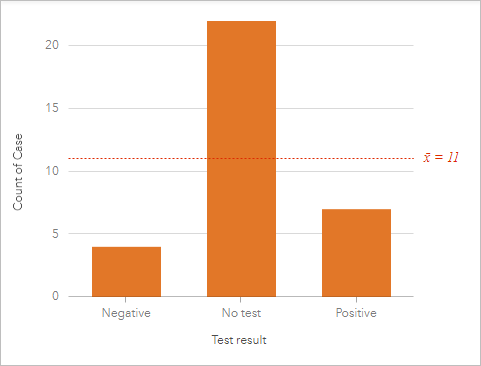 20
15
10
5
0
Count of Case
x̄ = 11
Negative
No test
Positive
Test result